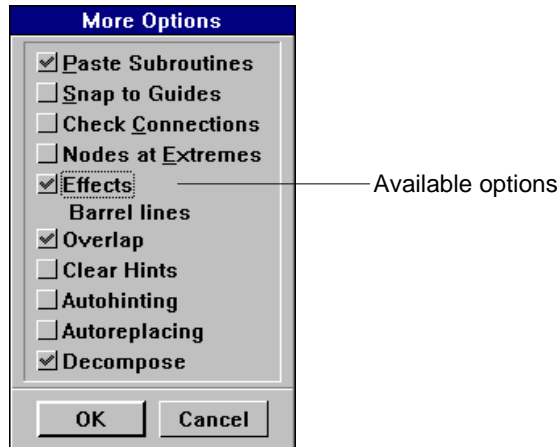 More Options
Paste Subroutines
Snap to Guides
Check Connections
Nodes at Extremes
Effects
Available options
Barrel lines
Overlap
Clear Hints
Autohinting
Autoreplacing
Decompose
OK
Cancel